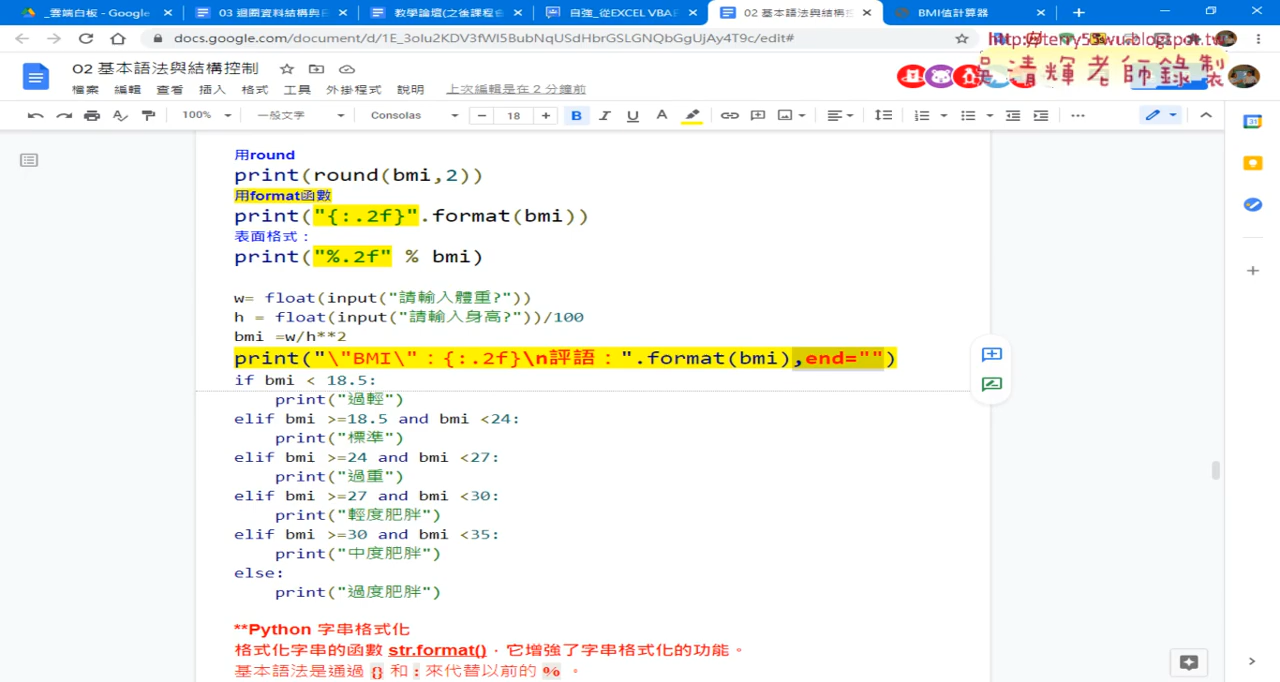 _雲端白板 - Google
03 迴圈資料結構與
教學論壇(之後課程
自強_從EXCEL VBA
02 基本語法與結構控
BMI值計算器
docs.google.com/document/d/1E_3oIu2KDV3fWI5BubNqUSdHbrGSLGNQbGgUjAy4T9c/edit#
http://terry55wu.blogspot.tw
吳清輝老師錄製
02 基本語法與結構控制
檔案 編輯 查看 插入 格式 工具 外掛程式 說明 上次編輯是在 2 分鐘前
100% 一般文字 Consolas 18 B I U A
用round
print(round(bmi,2))
用format函數
print("{:.2f}".format(bmi))
表面格式：
print("%.2f" % bmi)
w= float(input("請輸入體重?"))
h = float(input("請輸入身高?"))/100
bmi =w/h**2
print("\"BMI\"：{:.2f}\n評語：".format(bmi),end="")
if bmi < 18.5:
    print("過輕")
elif bmi >=18.5 and bmi <24:
    print("標準")
elif bmi >=24 and bmi <27:
    print("過重")
elif bmi >=27 and bmi <30:
    print("輕度肥胖")
elif bmi >=30 and bmi <35:
    print("中度肥胖")
else:
    print("過度肥胖")
**Python 字串格式化
格式化字串的函數 str.format()，它增強了字串格式化的功能。
基本語法是通過 {} 和 : 來代替以前的 % 。